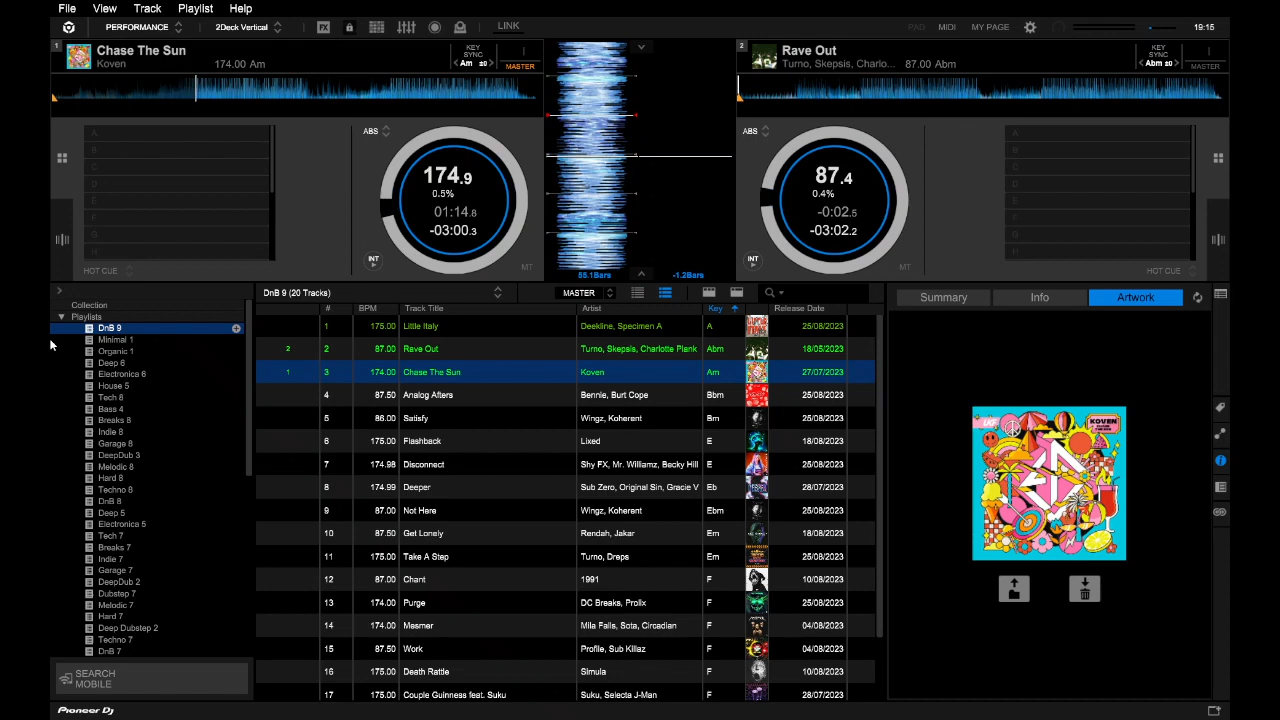 File View Track Playlist Help
PERFORMANCE 2Deck Vertical FX LINK PAD MIDI MY PAGE 19:15
1 Chase The Sun
Koven 174.00 Am
KEY SYNC
Am ±0 MASTER
2 Rave Out
Turno, Skepsis, Charlo... 87.00 Abm
KEY SYNC
Abm ±0 MASTER
A
B
C
D
E
F
G
H
HOT CUE
ABS
174.9
0.5%
01:14.8
-03:00.3
INT
MT
55.1Bars -1.2Bars
ABS
87.4
0.4%
-0:02.5
-03:02.2
INT
MT
A
B
C
D
E
F
G
H
HOT CUE
Collection
Playlists
DnB 9
Minimal 1
Organic 1
Deep 6
Electronica 6
House 5
Tech 8
Bass 4
Breaks 8
Indie 8
Garage 8
DeepDub 3
Melodic 8
Hard 8
Techno 8
DnB 8
Deep 5
Electronica 5
Tech 7
Breaks 7
Indie 7
Garage 7
DeepDub 2
Dubstep 7
Melodic 7
Hard 7
Deep Dubstep 2
Techno 7
DnB 7
SEARCH
MOBILE
DnB 9 (20 Tracks) MASTER
# BPM Track Title Artist Key Release Date
1 175.00 Little Italy Deekline, Specimen A A 25/08/2023
2 2 87.00 Rave Out Turno, Skepsis, Charlotte Plank Abm 18/05/2023
1 3 174.00 Chase The Sun Koven Am 27/07/2023
4 87.50 Analog Afters Bennie, Burt Cope Bbm 25/08/2023
5 86.00 Satisfy Wingz, Koherent Bm 25/08/2023
6 175.00 Flashback Liked E 18/08/2023
7 174.98 Disconnect Shy FX, Mr. Williamz, Becky Hill E 25/08/2023
8 174.99 Deeper Sub Zero, Original Sin, Gracie V Eb 28/07/2023
9 87.00 Not Here Wingz, Koherent Ebm 25/08/2023
10 87.50 Get Lonely Rendah, Jakar Em 18/08/2023
11 175.00 Take A Step Turno, Dreps Em 25/08/2023
12 87.00 Chant 1991 F 10/08/2023
13 174.00 Purge DC Breaks, Prolix F 25/08/2023
14 174.00 Mesmer Mila Falls, Sota, Circadian F 04/08/2023
15 87.50 Work Profile, Sub Killaz F 04/08/2023
16 175.00 Death Rattle Simula F 10/08/2023
17 175.00 Couple Guinness feat. Suku Suku, Selecta J-Man F 28/07/2023
Summary Info Artwork
KOVEN
Pioneer Dj